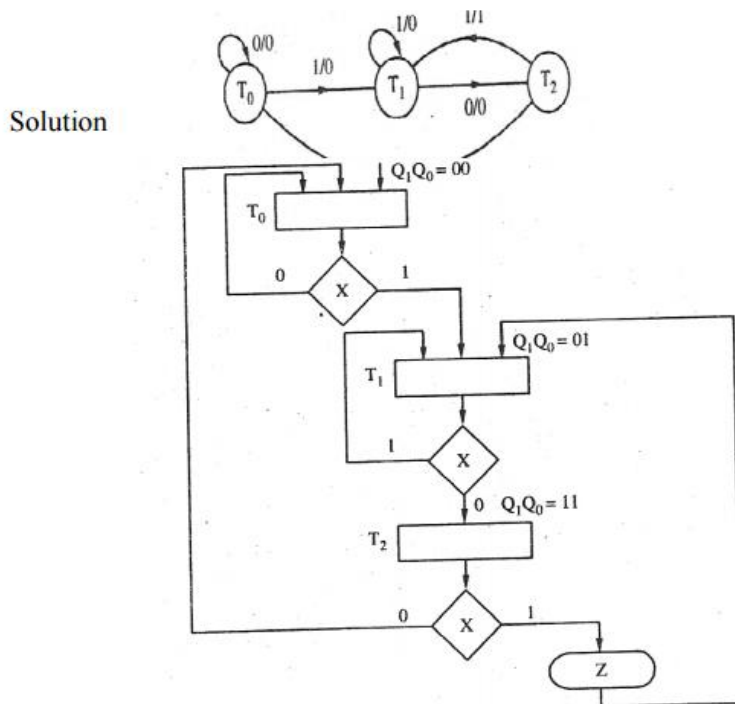 1/1
0/0
1/0
1/0
T₀
T₁
T₂
0/0
Solution
Q₁Q₀ = 00
T₀
0
X
1
Q₁Q₀ = 01
T₁
1
X
0
Q₁Q₀ = 11
T₂
0
X
1
Z